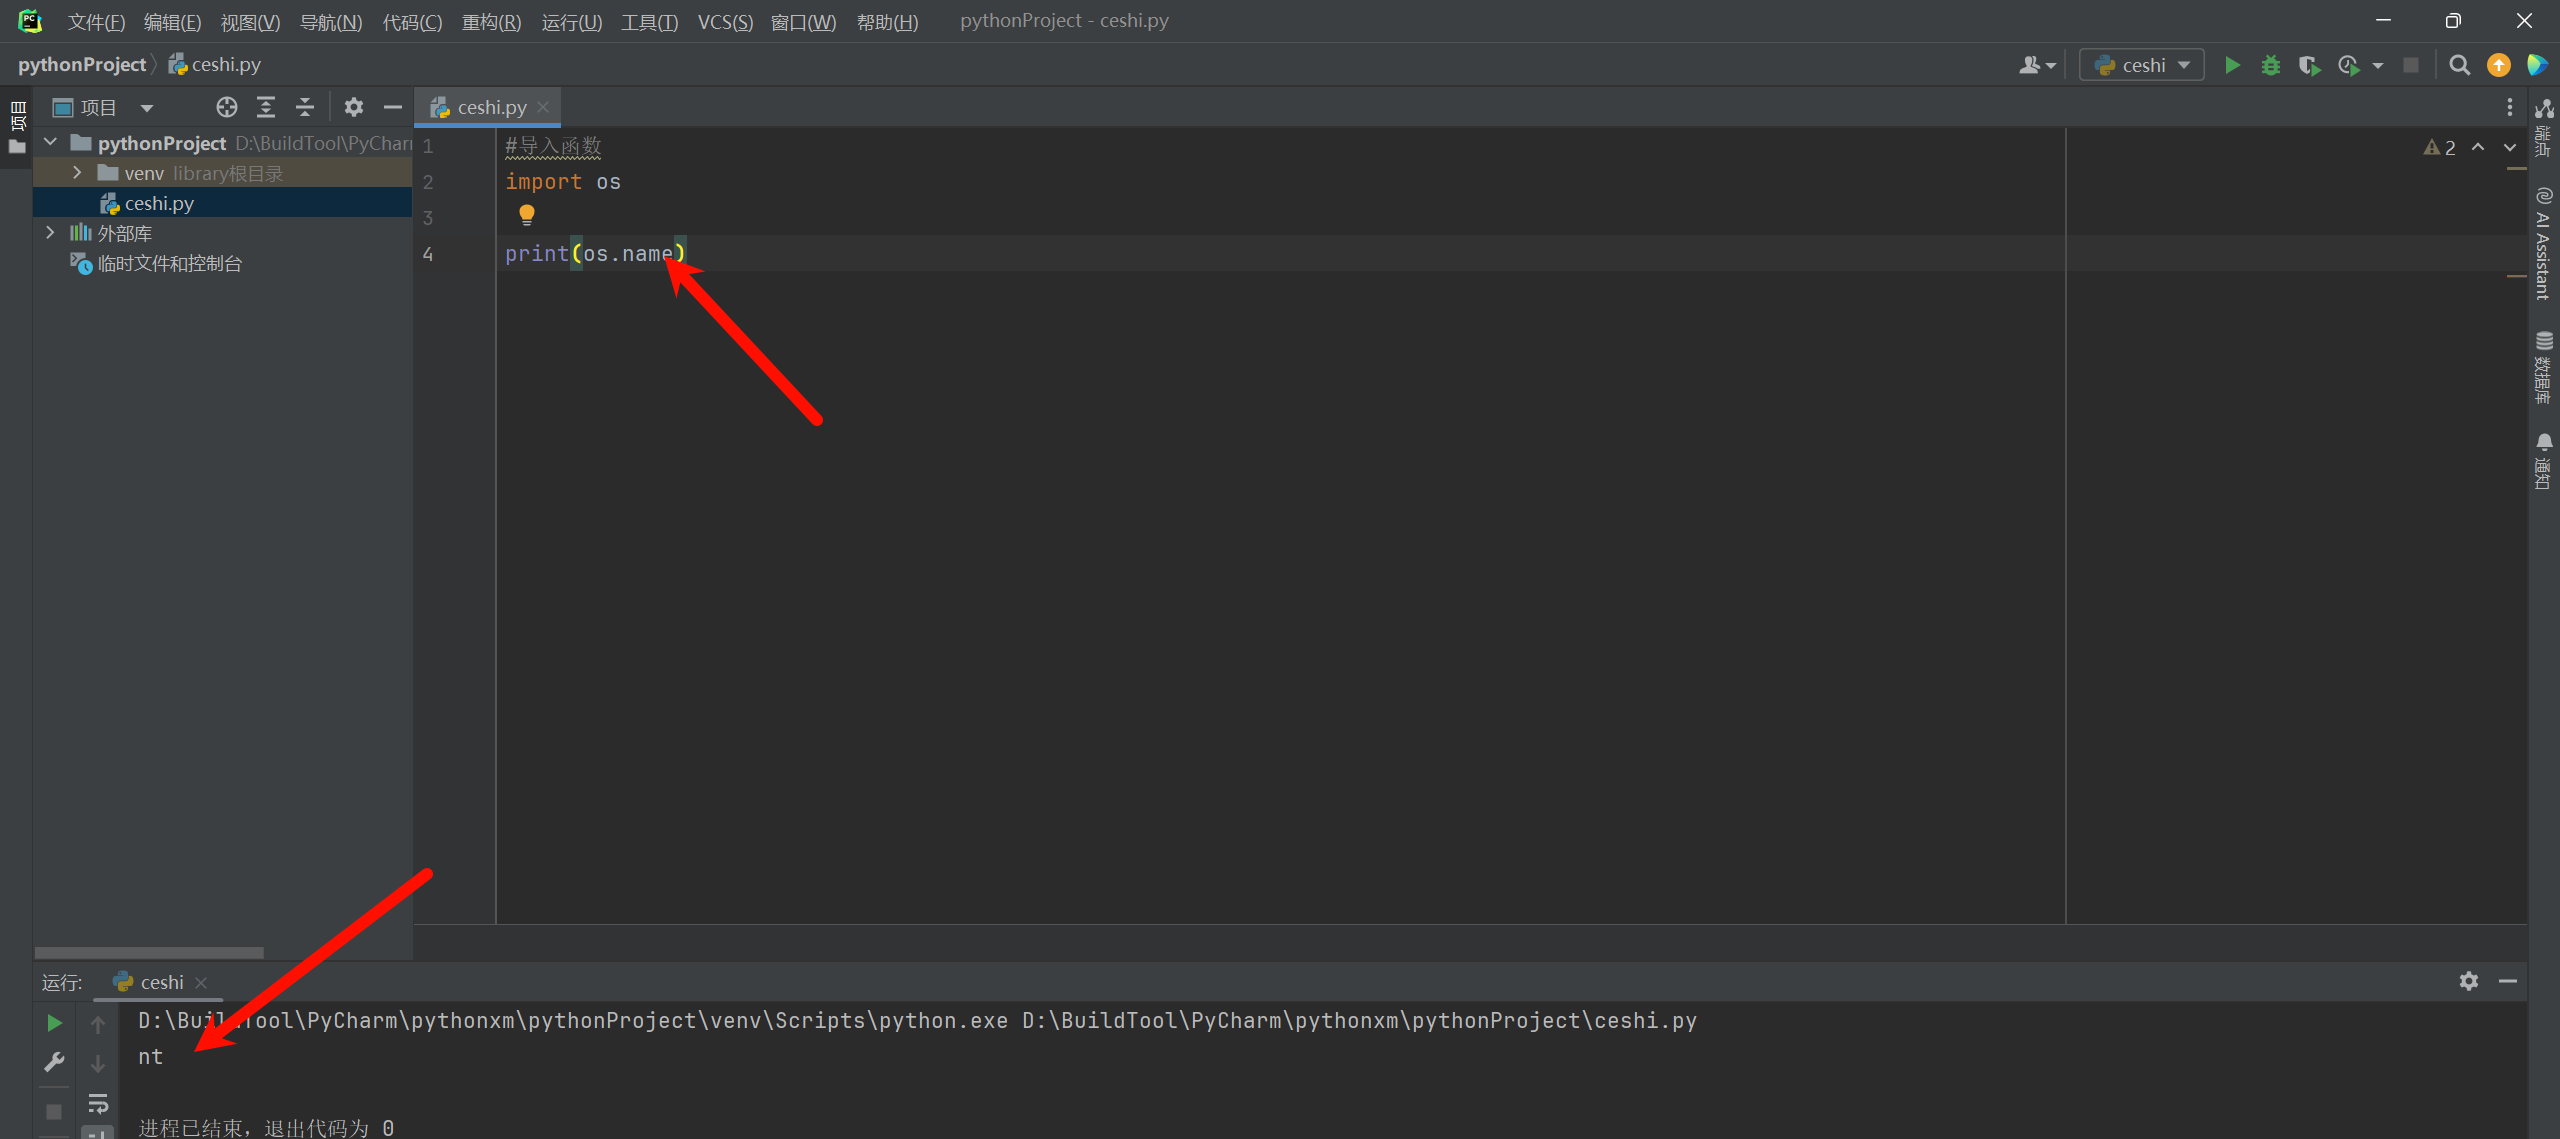 文件(F) 编辑(E) 视图(V) 导航(N) 代码(C) 重构(R) 运行(U) 工具(T) VCS(S) 窗口(W) 帮助(H) pythonProject - ceshi.py
pythonProject ceshi.py
ceshi
项目
项目
ceshi.py
pythonProject D:\BuildTool\PyChar
venv library根目录
ceshi.py
外部库
临时文件和控制台
1 #导入函数
2 import os
3
4 print(os.name)
2
端点
AI Assistant
数据库
通知
运行: ceshi
D:\BuildTool\PyCharm\pythonxm\pythonProject\venv\Scripts\python.exe D:\BuildTool\PyCharm\pythonxm\pythonProject\ceshi.py
nt
进程已结束，退出代码为 0